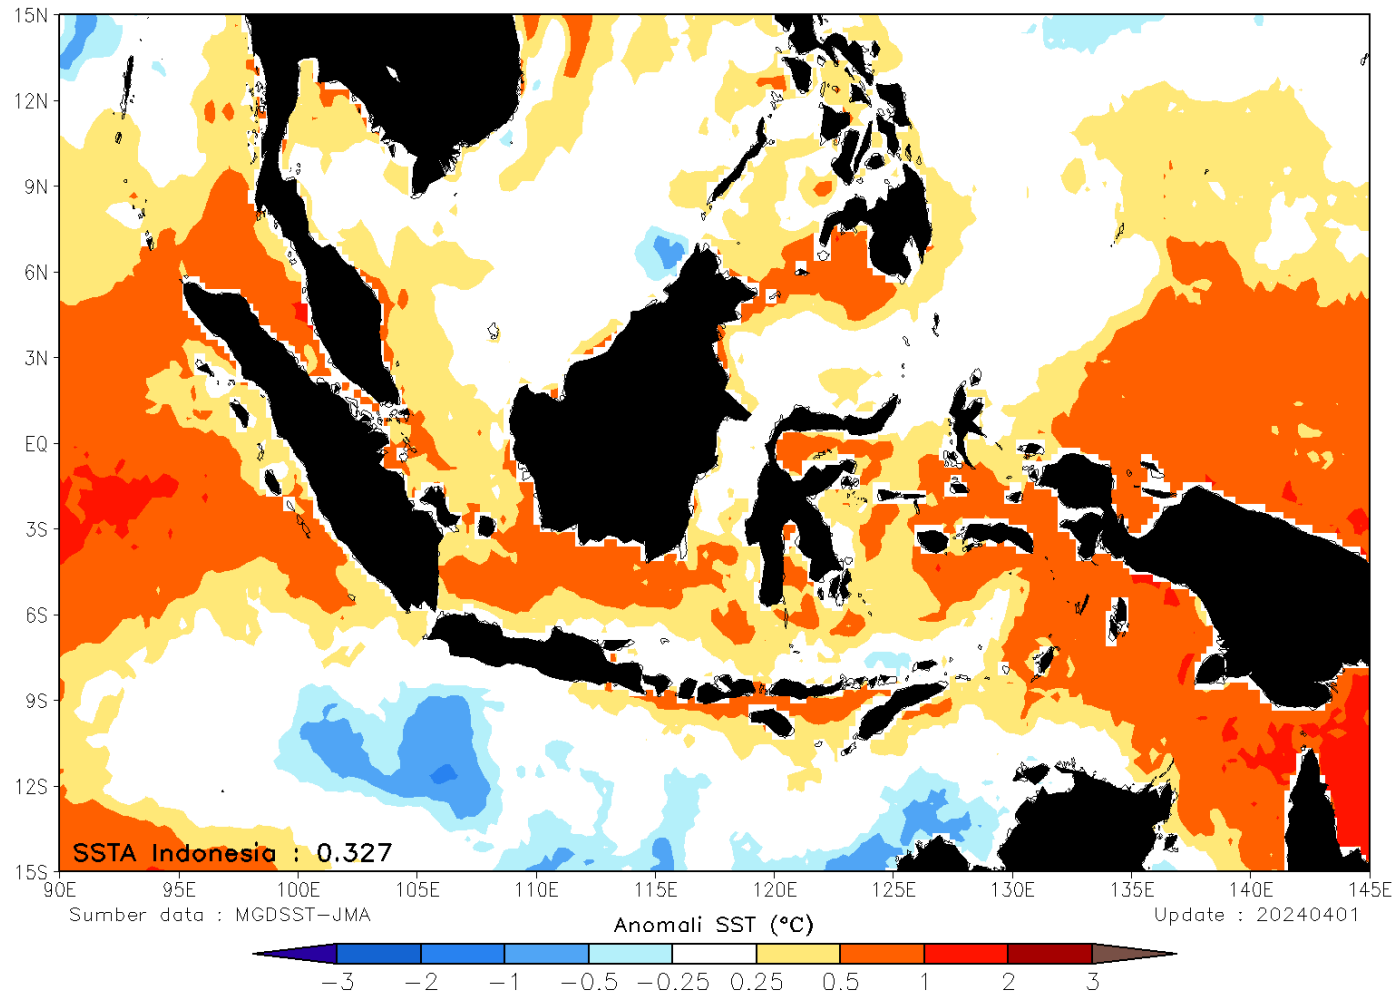 15N
12N
9N
6N
3N
EQ
3S
6S
9S
12S
15S
SSTA Indonesia : 0.327
90E 95E 100E 105E 110E 115E 120E 125E 130E 135E 140E 145E
Sumber data : MGDSST-JMA
Update : 20240401
Anomali SST (°C)
-3 -2 -1 -0.5 -0.25 0.25 0.5 1 2 3